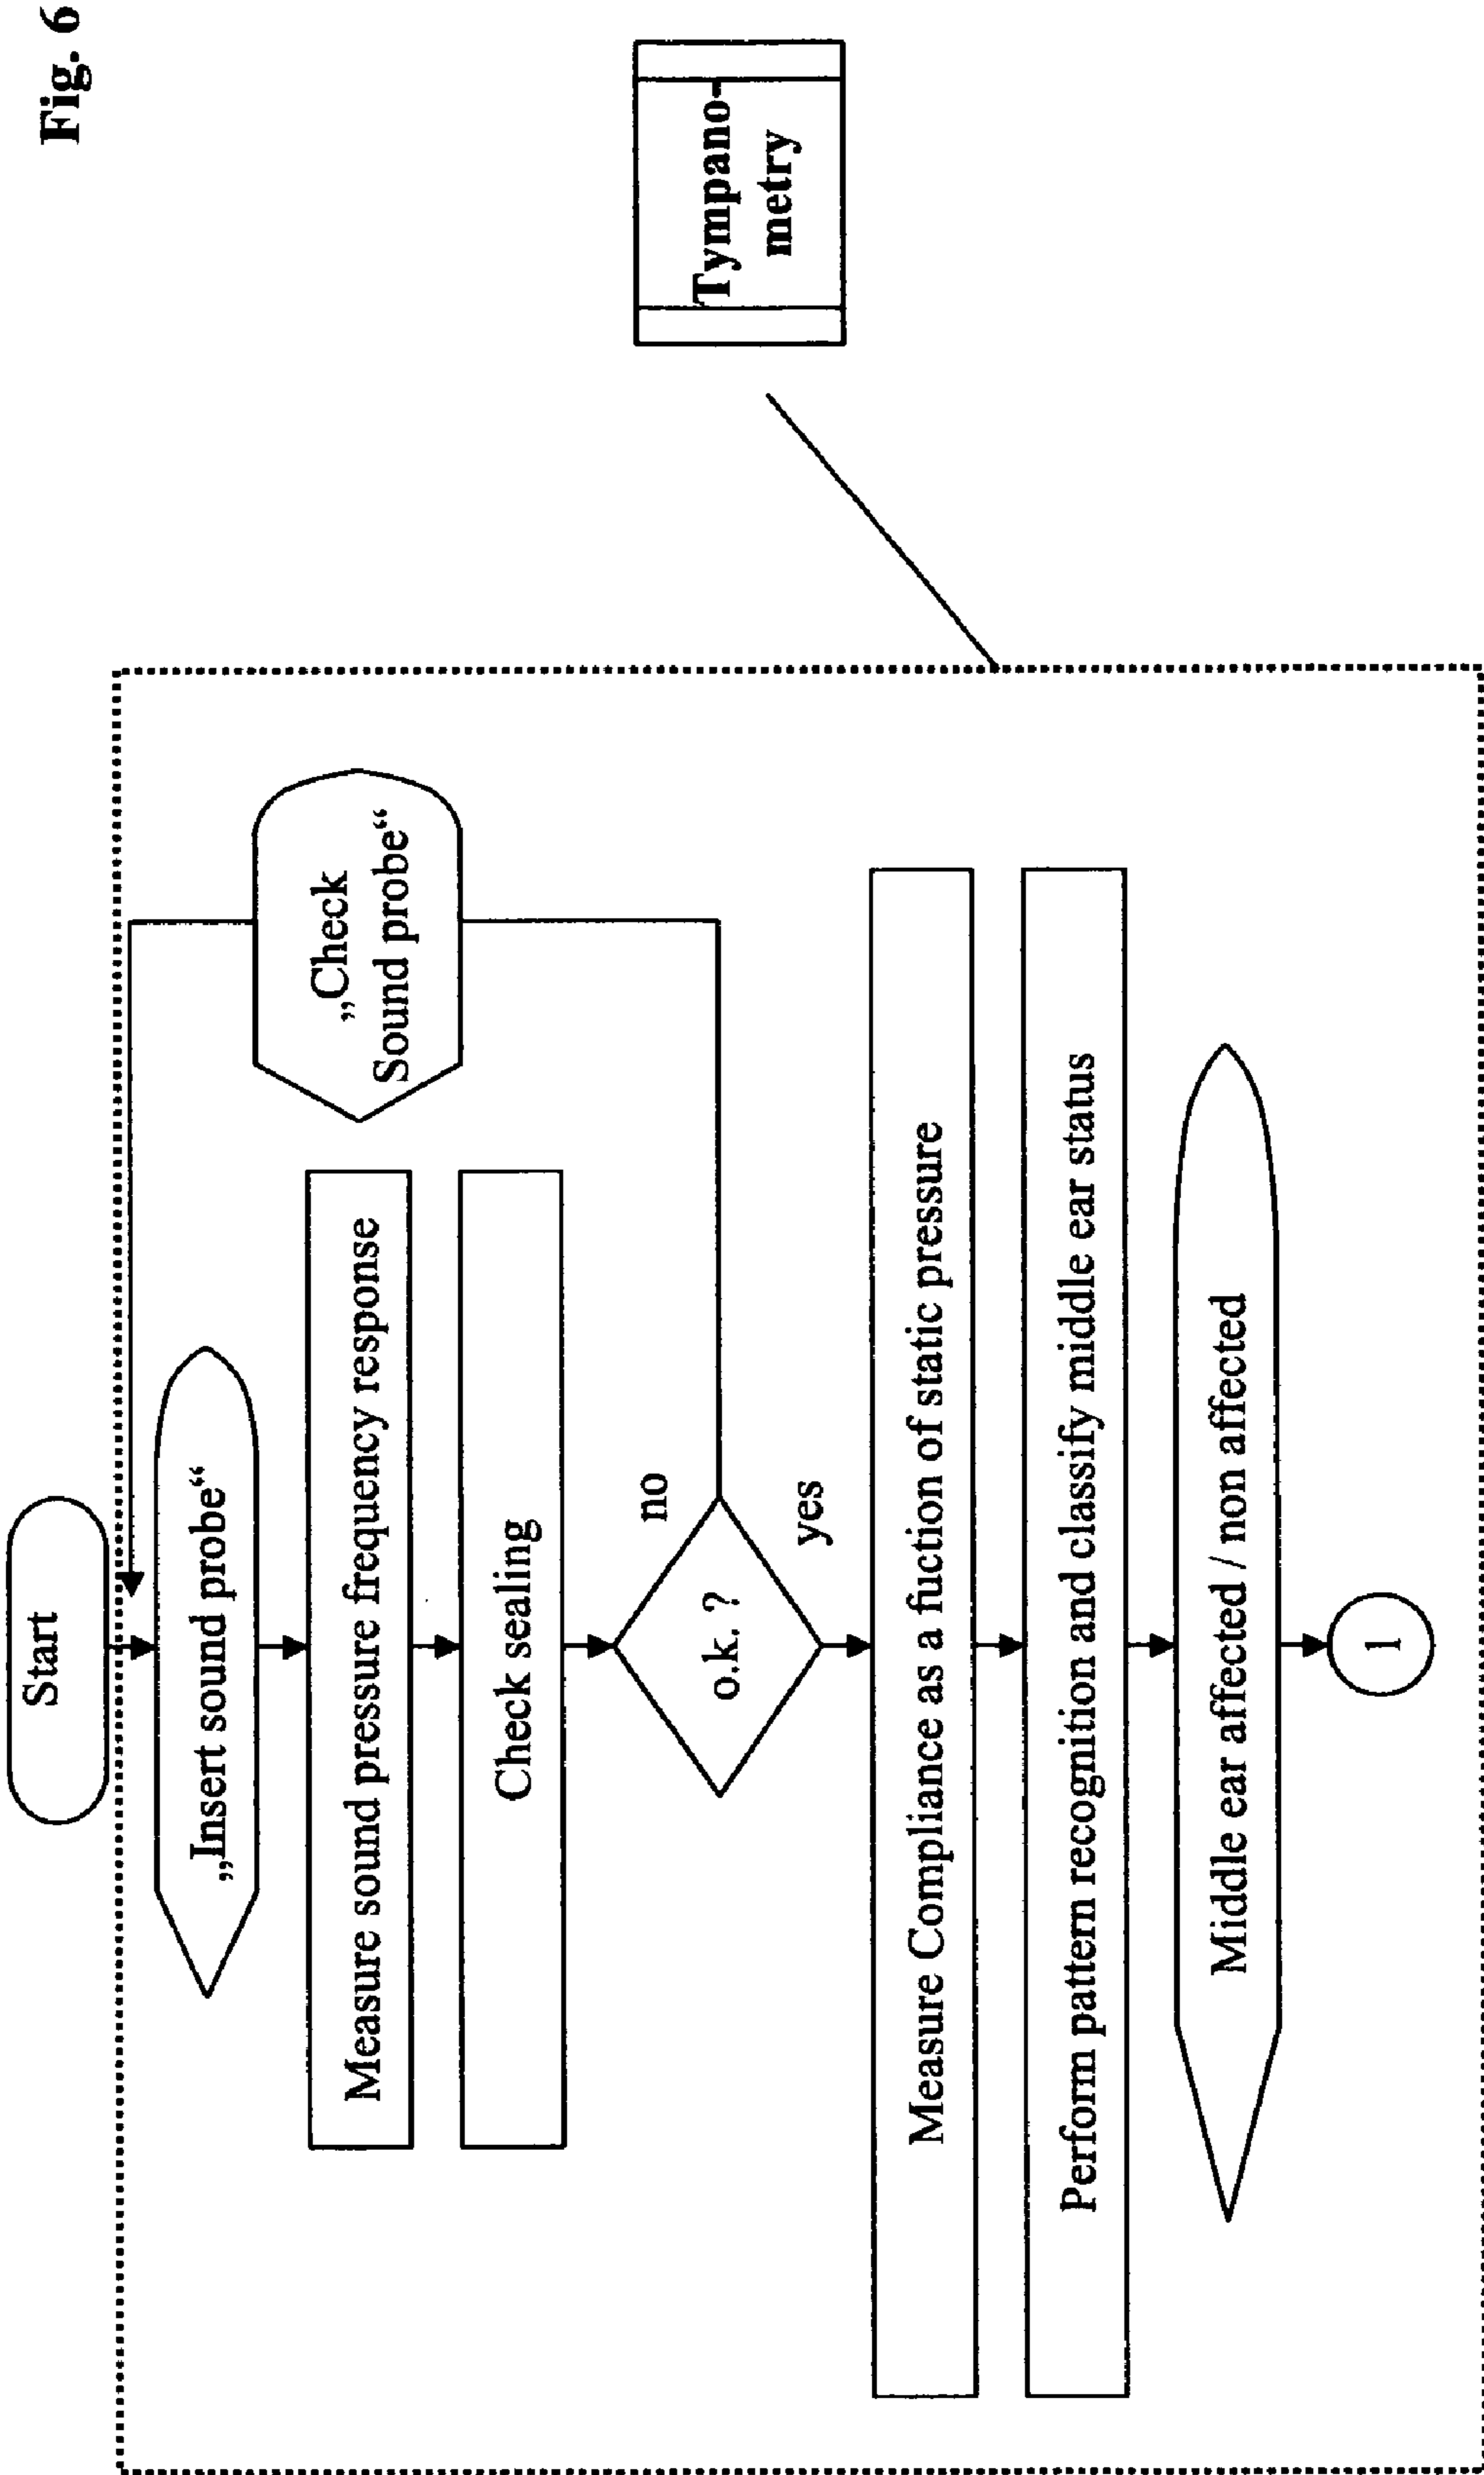 Fig. 6
Start
„Insert sound probe“
Measure sound pressure frequency response
Check sealing
o.k. ?
no
yes
„Check
Sound probe“
Measure Compliance as a fuction of static pressure
Perform pattern recognition and classify middle ear status
Middle ear affected / non affected
1
Tympano-
metry